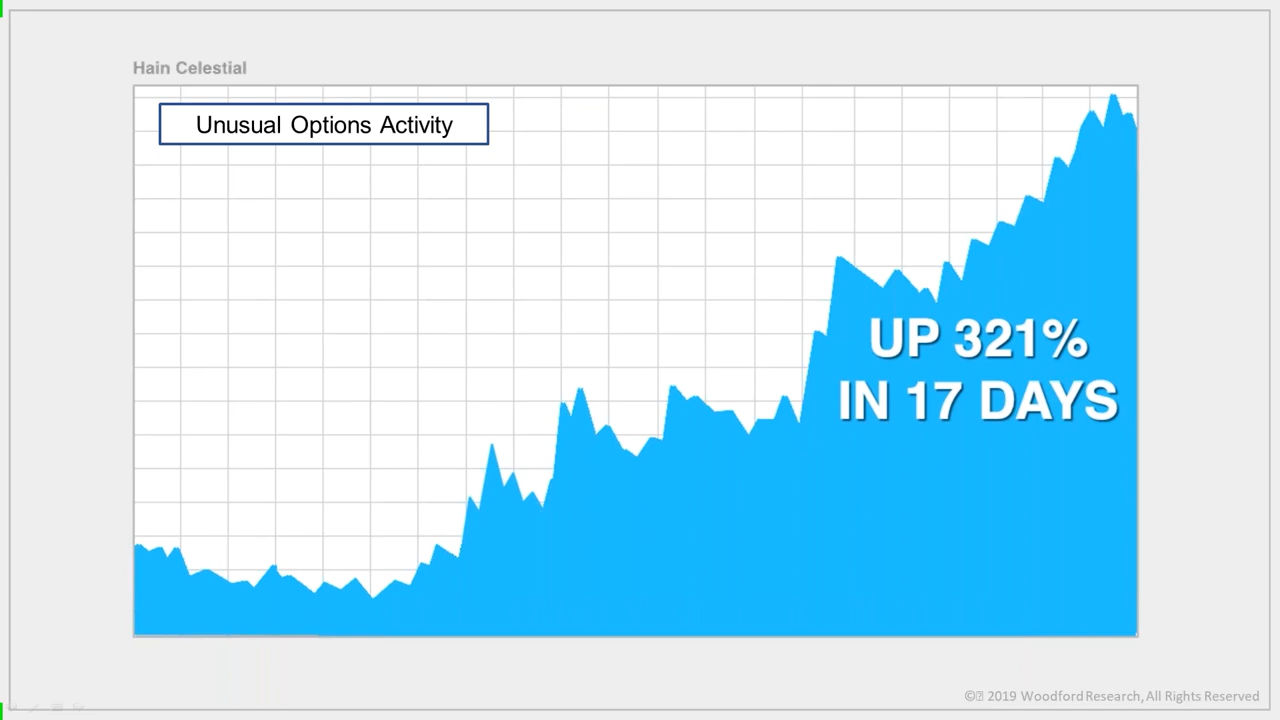 Hain Celestial
Unusual Options Activity
UP 321%
IN 17 DAYS
© 2019 Woodford Research, All Rights Reserved